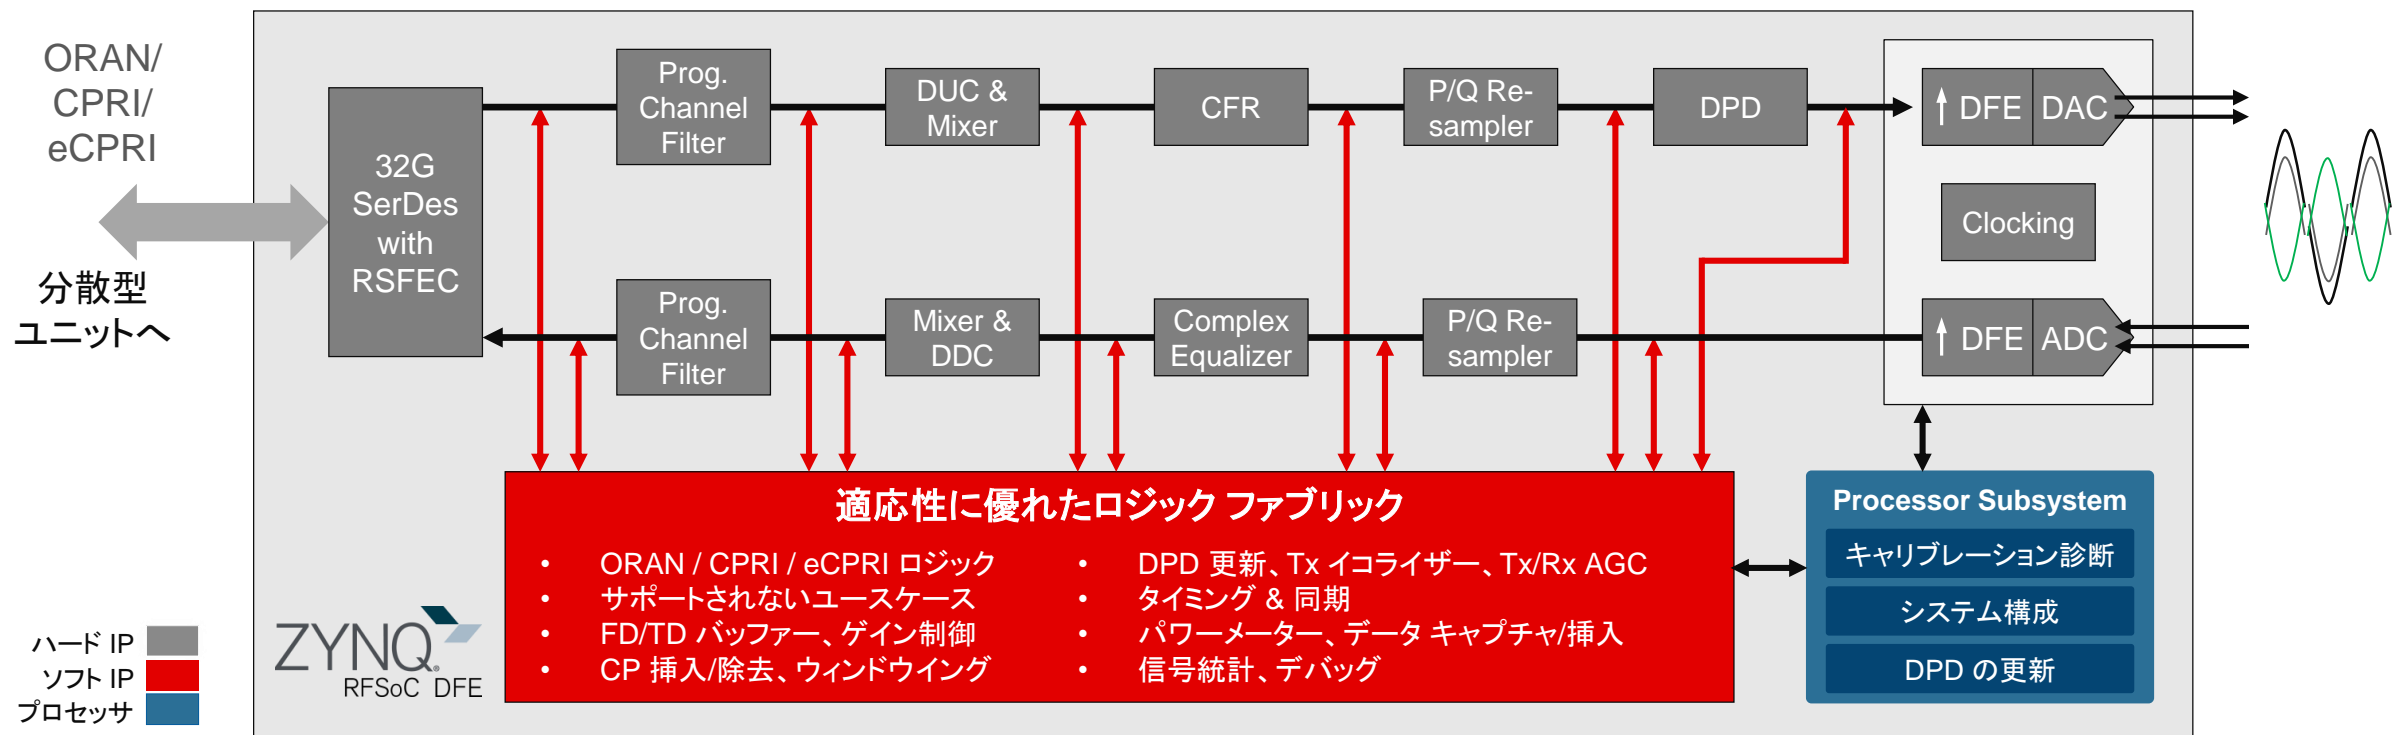 ORAN/
CPRI/
eCPRI
分散型
ユニットへ
32G
SerDes
with
RSFEC
Prog.
Channel
Filter
DUC &
Mixer
CFR
P/Q Re-
sampler
DPD
DFE
DAC
Clocking
Prog.
Channel
Filter
Mixer &
DDC
Complex
Equalizer
P/Q Re-
sampler
DFE
ADC
適応性に優れたロジック ファブリック
• ORAN / CPRI / eCPRI ロジック
• サポートされないユースケース
• FD/TD バッファー、ゲイン制御
• CP 挿入/除去、ウィンドウイング
• DPD 更新、Tx イコライザー、Tx/Rx AGC
• タイミング & 同期
• パワーメーター、データ キャプチャ/挿入
• 信号統計、デバッグ
Processor Subsystem
キャリブレーション診断
システム構成
DPD の更新
ハード IP
ソフト IP
プロセッサ
ZYNQ®
RFSoC DFE